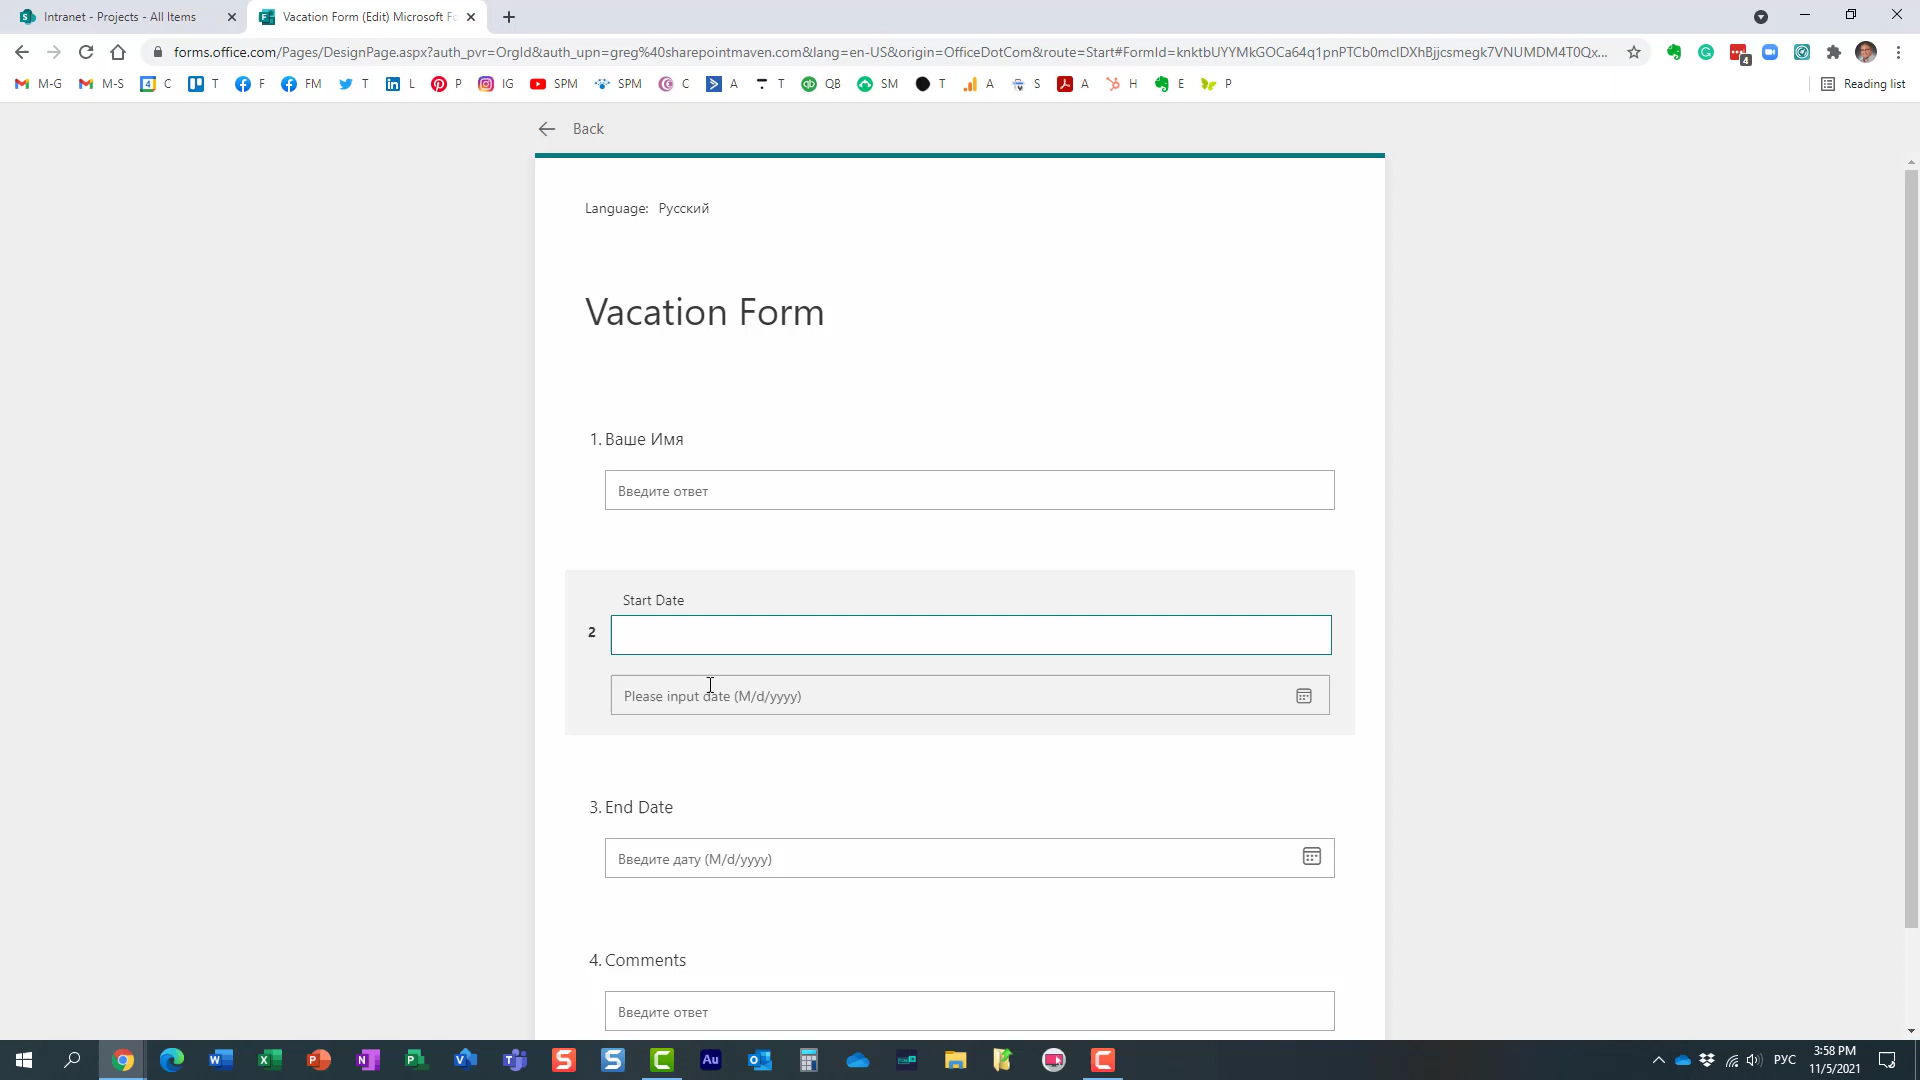 Intranet - Projects - All Items
Vacation Form (Edit) Microsoft Fo
forms.office.com/Pages/DesignPage.aspx?auth_pvr=OrgId&auth_upn=greg%40sharepointmaven.com&lang=en-US&origin=OfficeDotCom&route=Start#FormId=knktbUYYMkGOCa64q1pnPTCb0mcIDXhBjjcsmegk7VNUMDM4T0Qx...
4
M-G M-S 4 C T F FM T L P IG SPM SPM C A T QB SM T A S A H E P Reading list
Back
Language: Русский
Vacation Form
1. Ваше Имя
Введите ответ
Start Date
2
Please input date (M/d/yyyy)
3. End Date
Введите дату (M/d/yyyy)
4. Comments
Введите ответ
РУС
3:58 PM
11/5/2021